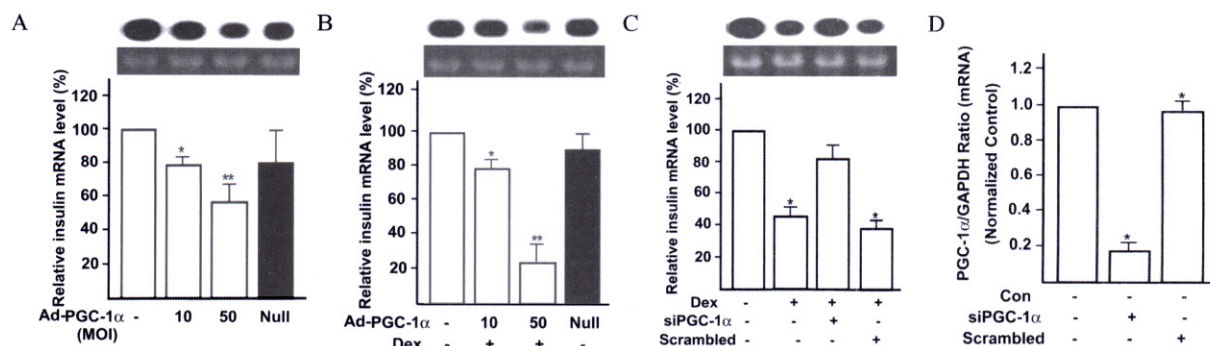 A
Relative insulin mRNA level (%)
120
100
80
60
40
20
*
**
Ad-PGC-1α - 10 50 Null
(MOI)
B
Relative insulin mRNA level (%)
120
100
80
60
40
20
*
**
Ad-PGC-1α - 10 50 Null
Dex - + + -
C
Relative insulin mRNA level (%)
120
100
80
60
40
20
*
*
Dex - + + +
siPGC-1α - - + -
Scrambled - - - +
D
PGC-1α/GAPDH Ratio (mRNA)
(Normalized Control)
1.2
1.0
0.8
0.6
0.4
0.2
*
*
Con - - -
siPGC-1α - + -
Scrambled - - +